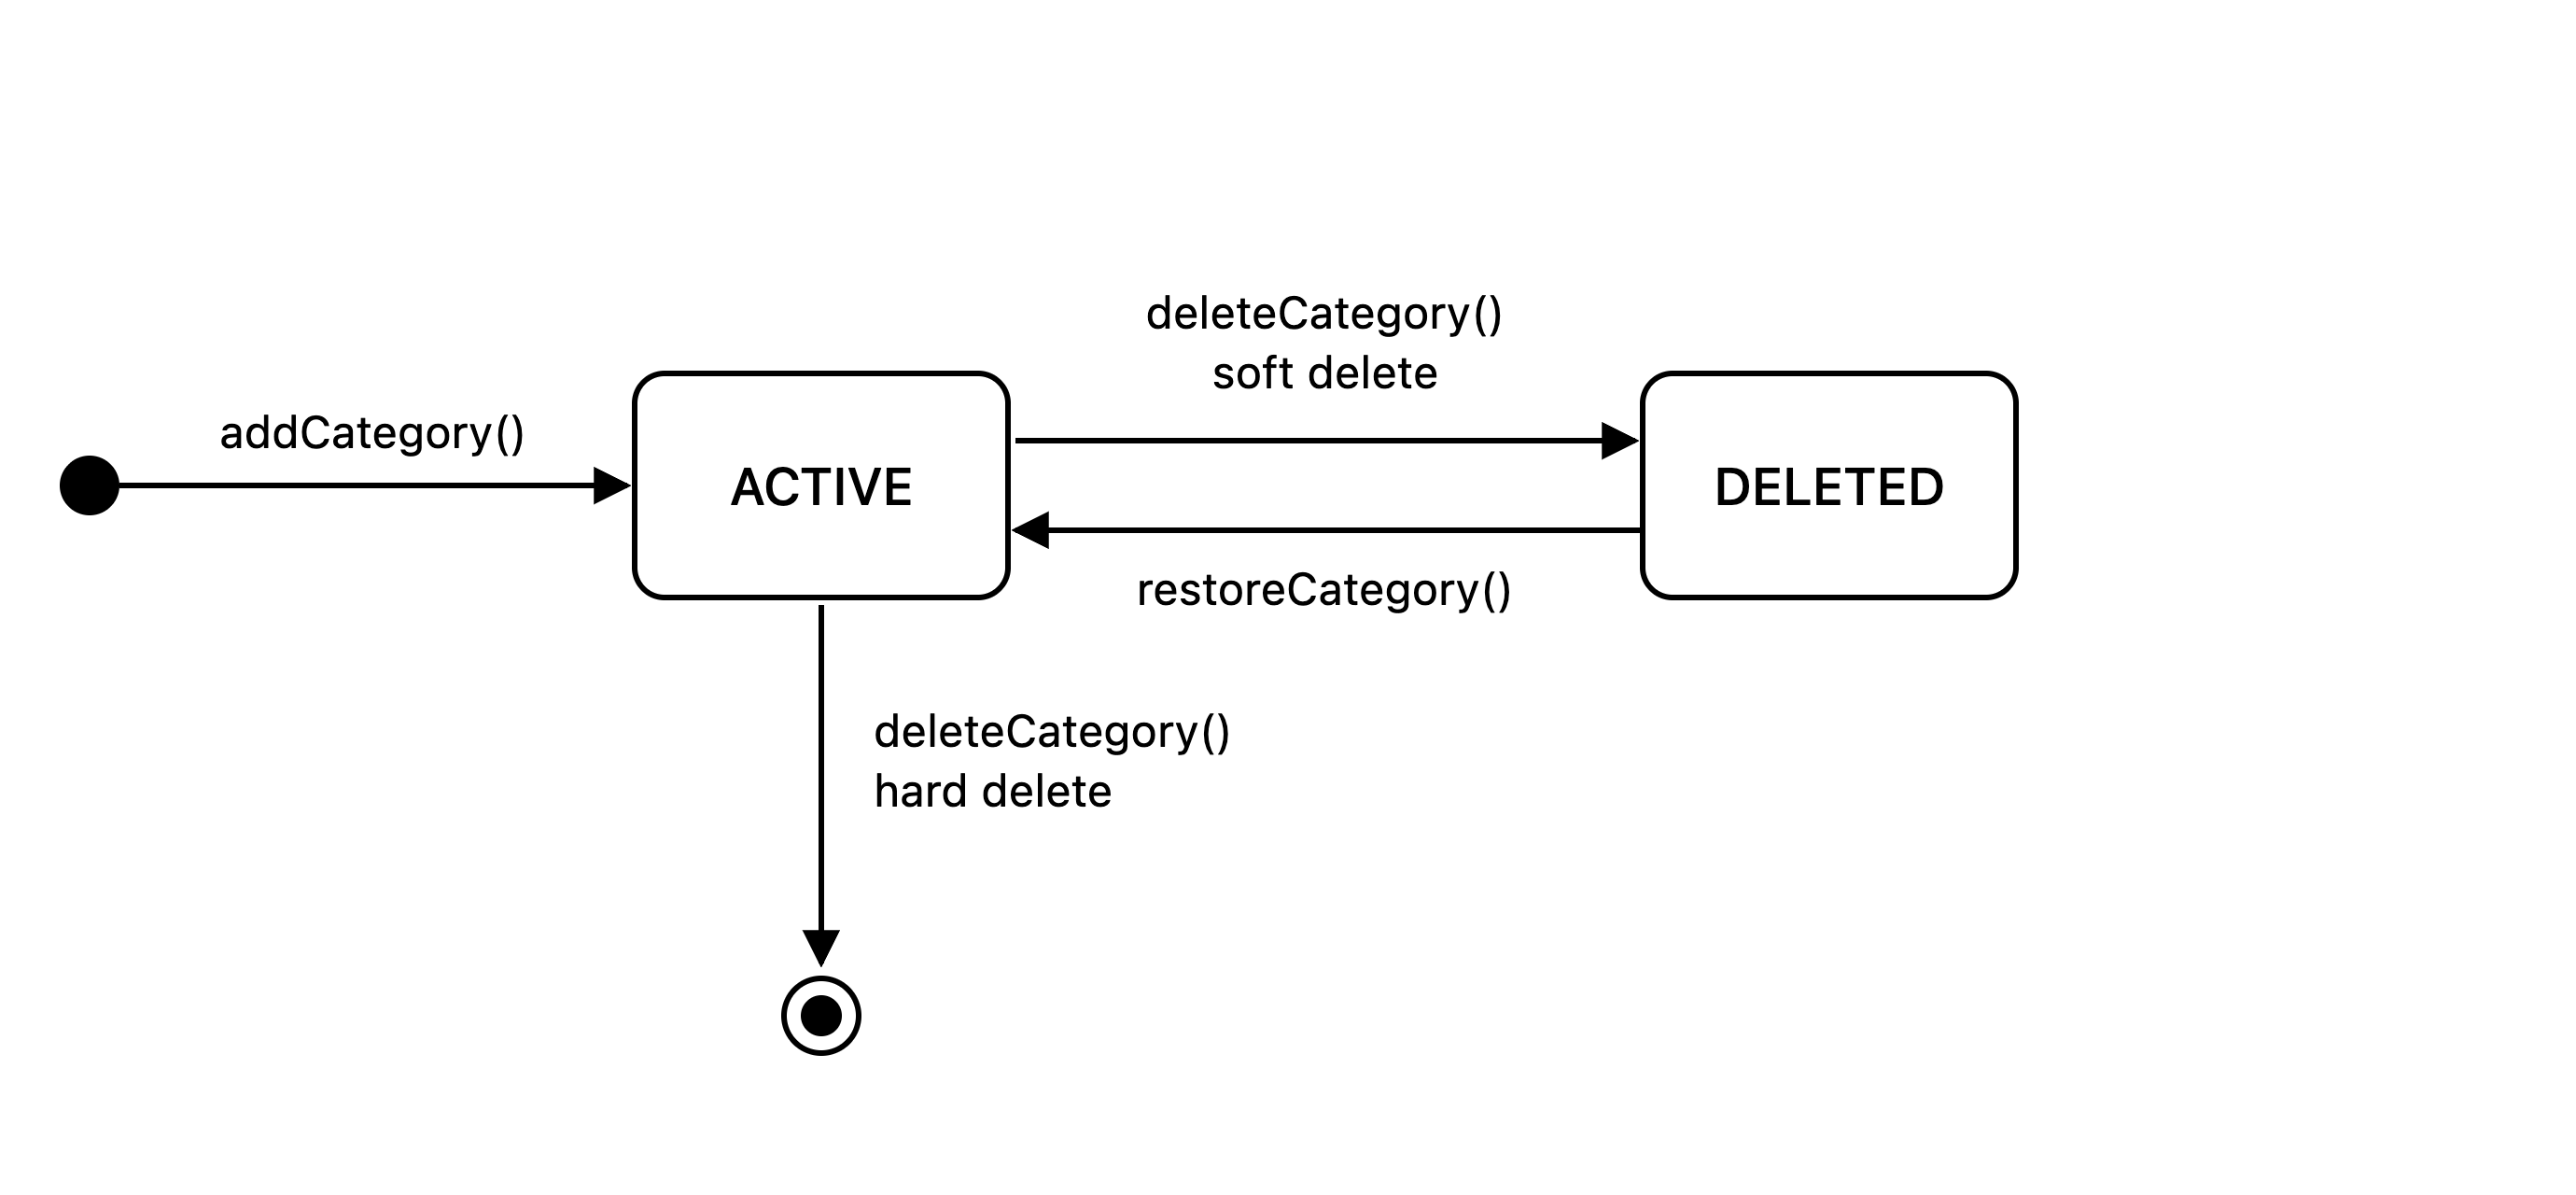 addCategory()
ACTIVE
deleteCategory()
soft delete
DELETED
restoreCategory()
deleteCategory()
hard delete